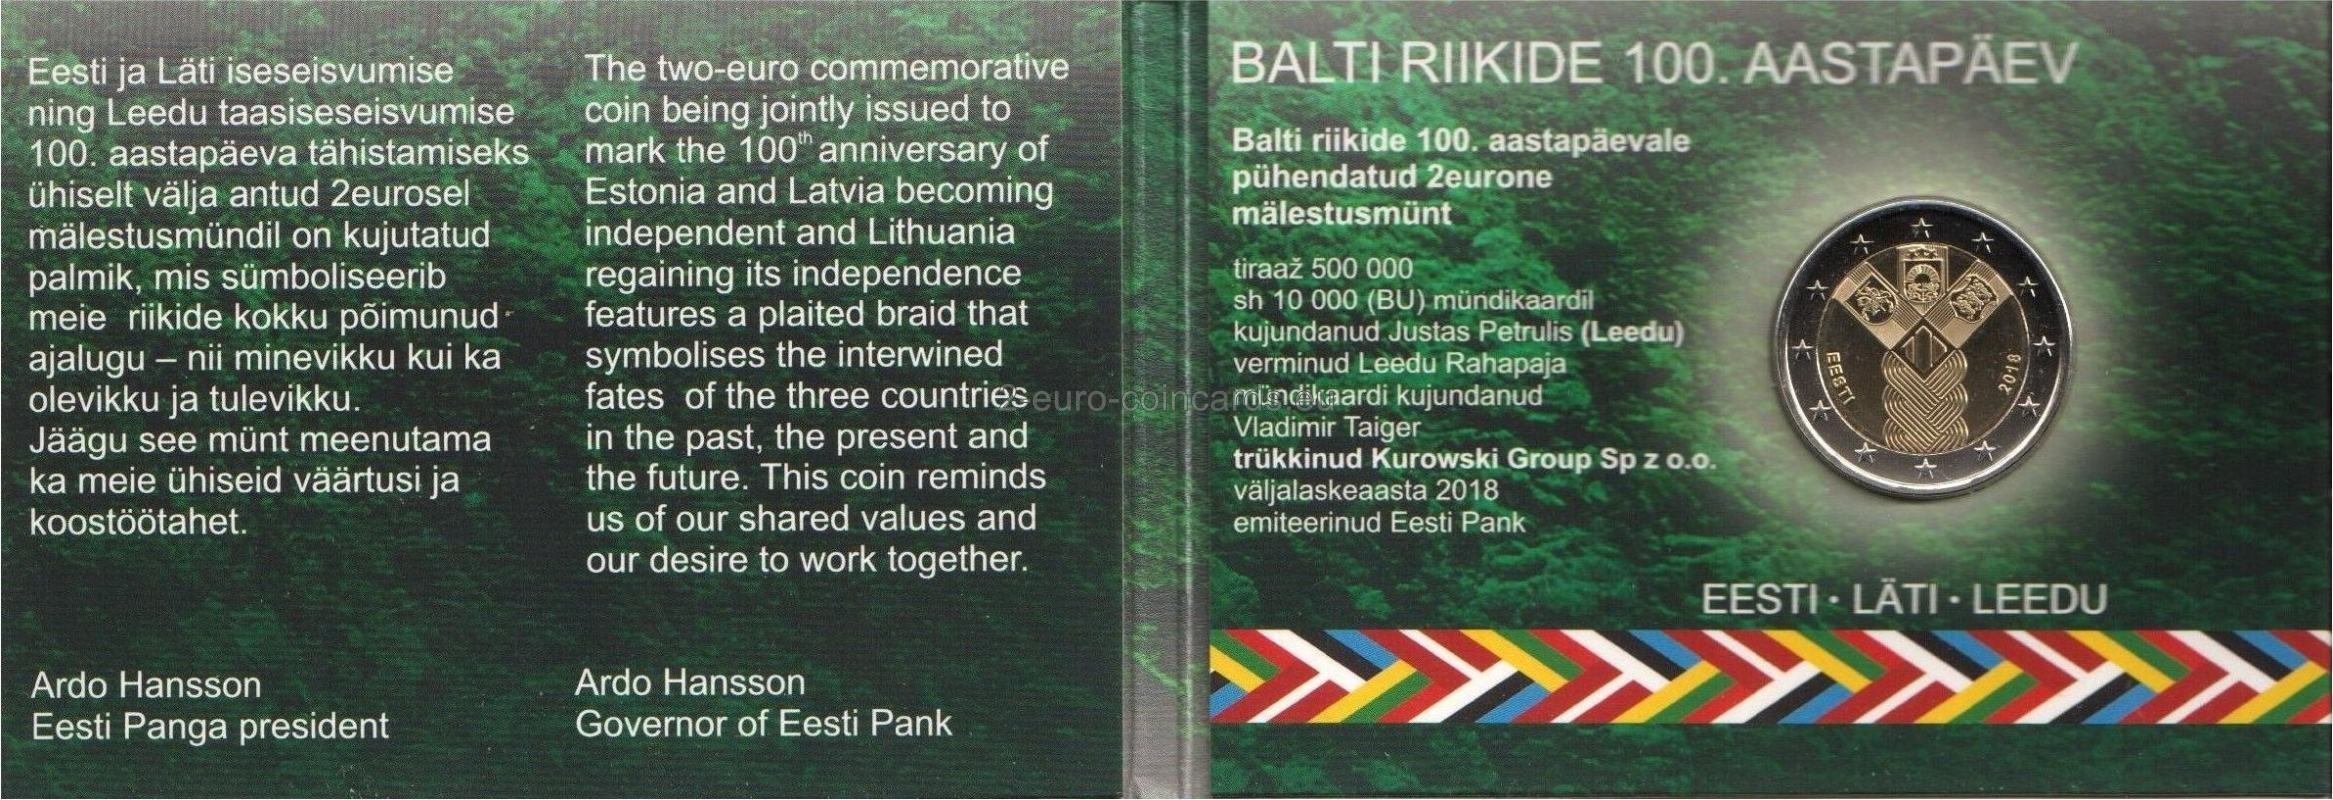 Eesti ja Läti iseseisvumise
ning Leedu taasiseseisvumise
100. aastapäeva tähistamiseks
ühiselt välja antud 2eurosel
mälestusmündil on kujutatud
palmik, mis sümboliseerib
meie riikide kokku põimunud
ajalugu – nii minevikku kui ka
olevikku ja tulevikku.
Jäägu see münt meenutama
ka meie ühiseid väärtusi ja
koostöötahet.
Ardo Hansson
Eesti Panga president
The two-euro commemorative
coin being jointly issued to
mark the 100th anniversary of
Estonia and Latvia becoming
independent and Lithuania
regaining its independence
features a plaited braid that
symbolises the interwined
fates of the three countries
in the past, the present and
the future. This coin reminds
us of our shared values and
our desire to work together.
Ardo Hansson
Governor of Eesti Pank
2-euro-coincards.eu
BALTI RIIKIDE 100. AASTAPÄEV
Balti riikide 100. aastapäevale
pühendatud 2eurone
mälestusmünt
tiraaž 500 000
sh 10 000 (BU) mündikaardil
kujundanud Justas Petrulis (Leedu)
verminud Leedu Rahapaja
mündikaardi kujundanud
Vladimir Taiger
trükkinud Kurowski Group Sp z o.o.
väljalaskeaasta 2018
emiteerinud Eesti Pank
EESTI
2018
EESTI · LÄTI · LEEDU